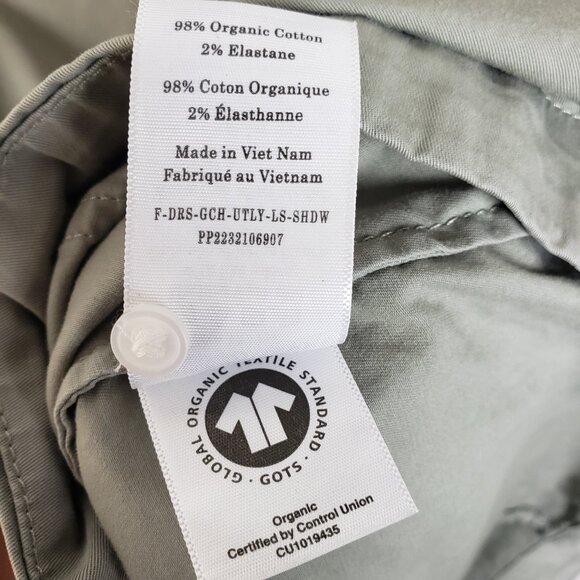 98% Organic Cotton
2% Elastane
98% Coton Organique
2% Élasthanne
Made in Viet Nam
Fabriqué au Vietnam
F-DRS-GCH-UTLY-LS-SHDW
PP2232106907
GLOBAL ORGANIC TEXTILE STANDARD · GOTS ·
Organic
Certified by Control Union
CU1019435